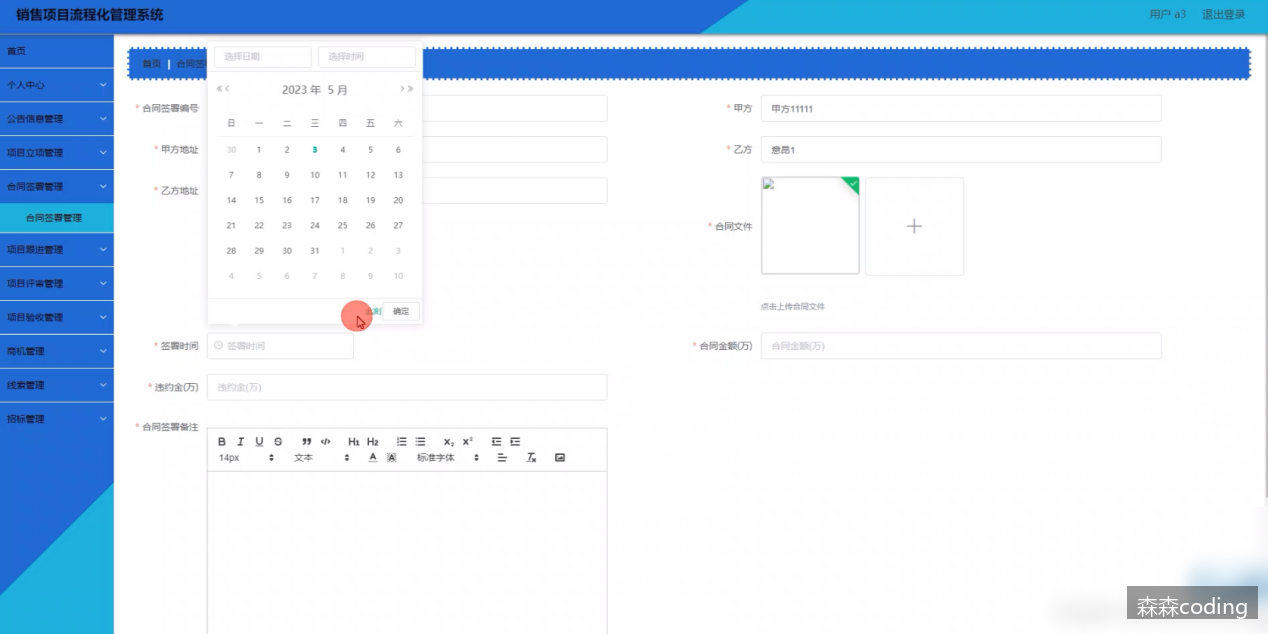 销售项目流程化管理系统
用户 a3 退出登录
首页
个人中心
公告信息管理
项目立项管理
合同签署管理
合同签署管理
项目跟进管理
项目评审管理
项目验收管理
商机管理
线索管理
招标管理
首页 | 合同签
选择日期 选择时间
2023 年 5 月
日 一 二 三 四 五 六
30 1 2 3 4 5 6
7 8 9 10 11 12 13
14 15 16 17 18 19 20
21 22 23 24 25 26 27
28 29 30 31 1 2 3
4 5 6 7 8 9 10
此刻 确定
* 合同签署编号
* 甲方 甲方11111
* 甲方地址
* 乙方 意昂1
* 乙方地址
* 合同文件
点击上传合同文件
* 签署时间 签署时间
* 合同金额(万) 合同金额(万)
* 违约金(万) 违约金(万)
* 合同签署备注
14px 文本 标准字体
森森coding